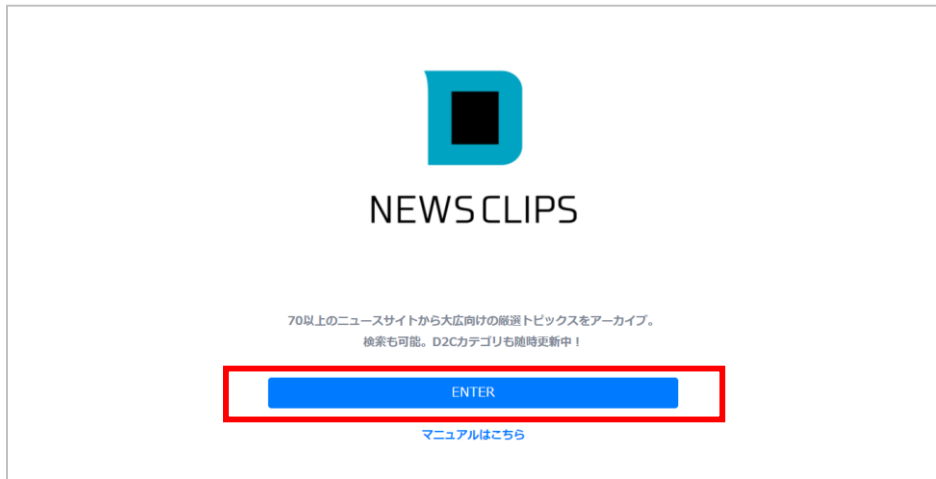 NEWS CLIPS
70以上のニュースサイトから大広向けの厳選トピックスをアーカイブ。
検索も可能。D2Cカテゴリも随時更新中！
ENTER
マニュアルはこちら